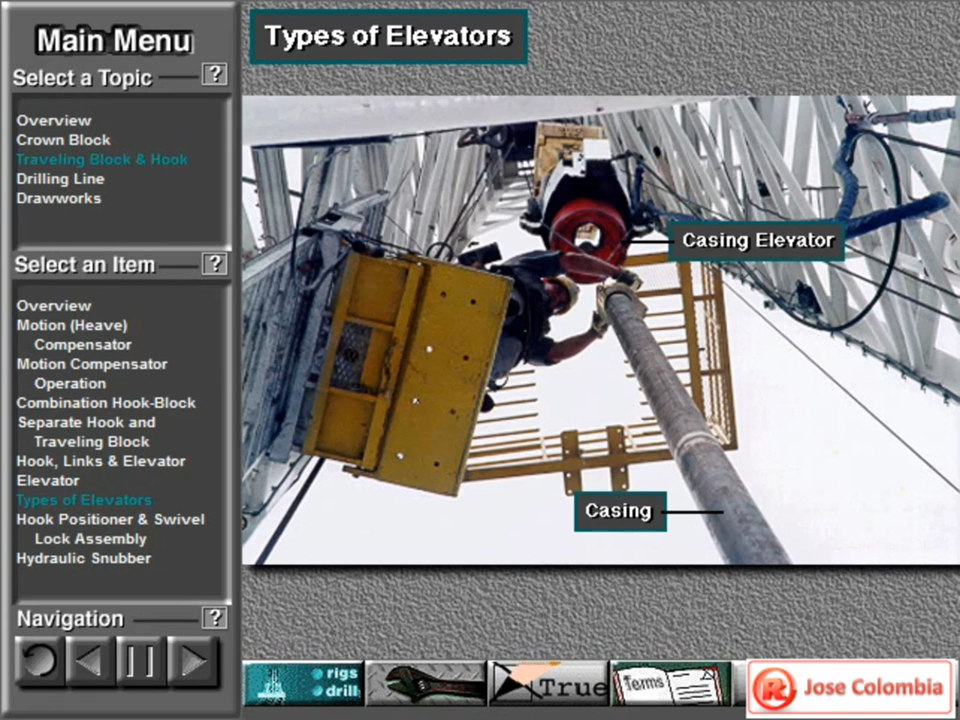 Main Menu
Select a Topic ?
Overview
Crown Block
Traveling Block & Hook
Drilling Line
Drawworks
Select an Item ?
Overview
Motion (Heave)
Compensator
Motion Compensator
Operation
Combination Hook-Block
Separate Hook and
Traveling Block
Hook, Links & Elevator
Elevator
Types of Elevators
Hook Positioner & Swivel
Lock Assembly
Hydraulic Snubber
Navigation ?
Types of Elevators
Casing Elevator
Casing
rigs
drill
True
Terms
R Jose Colombia